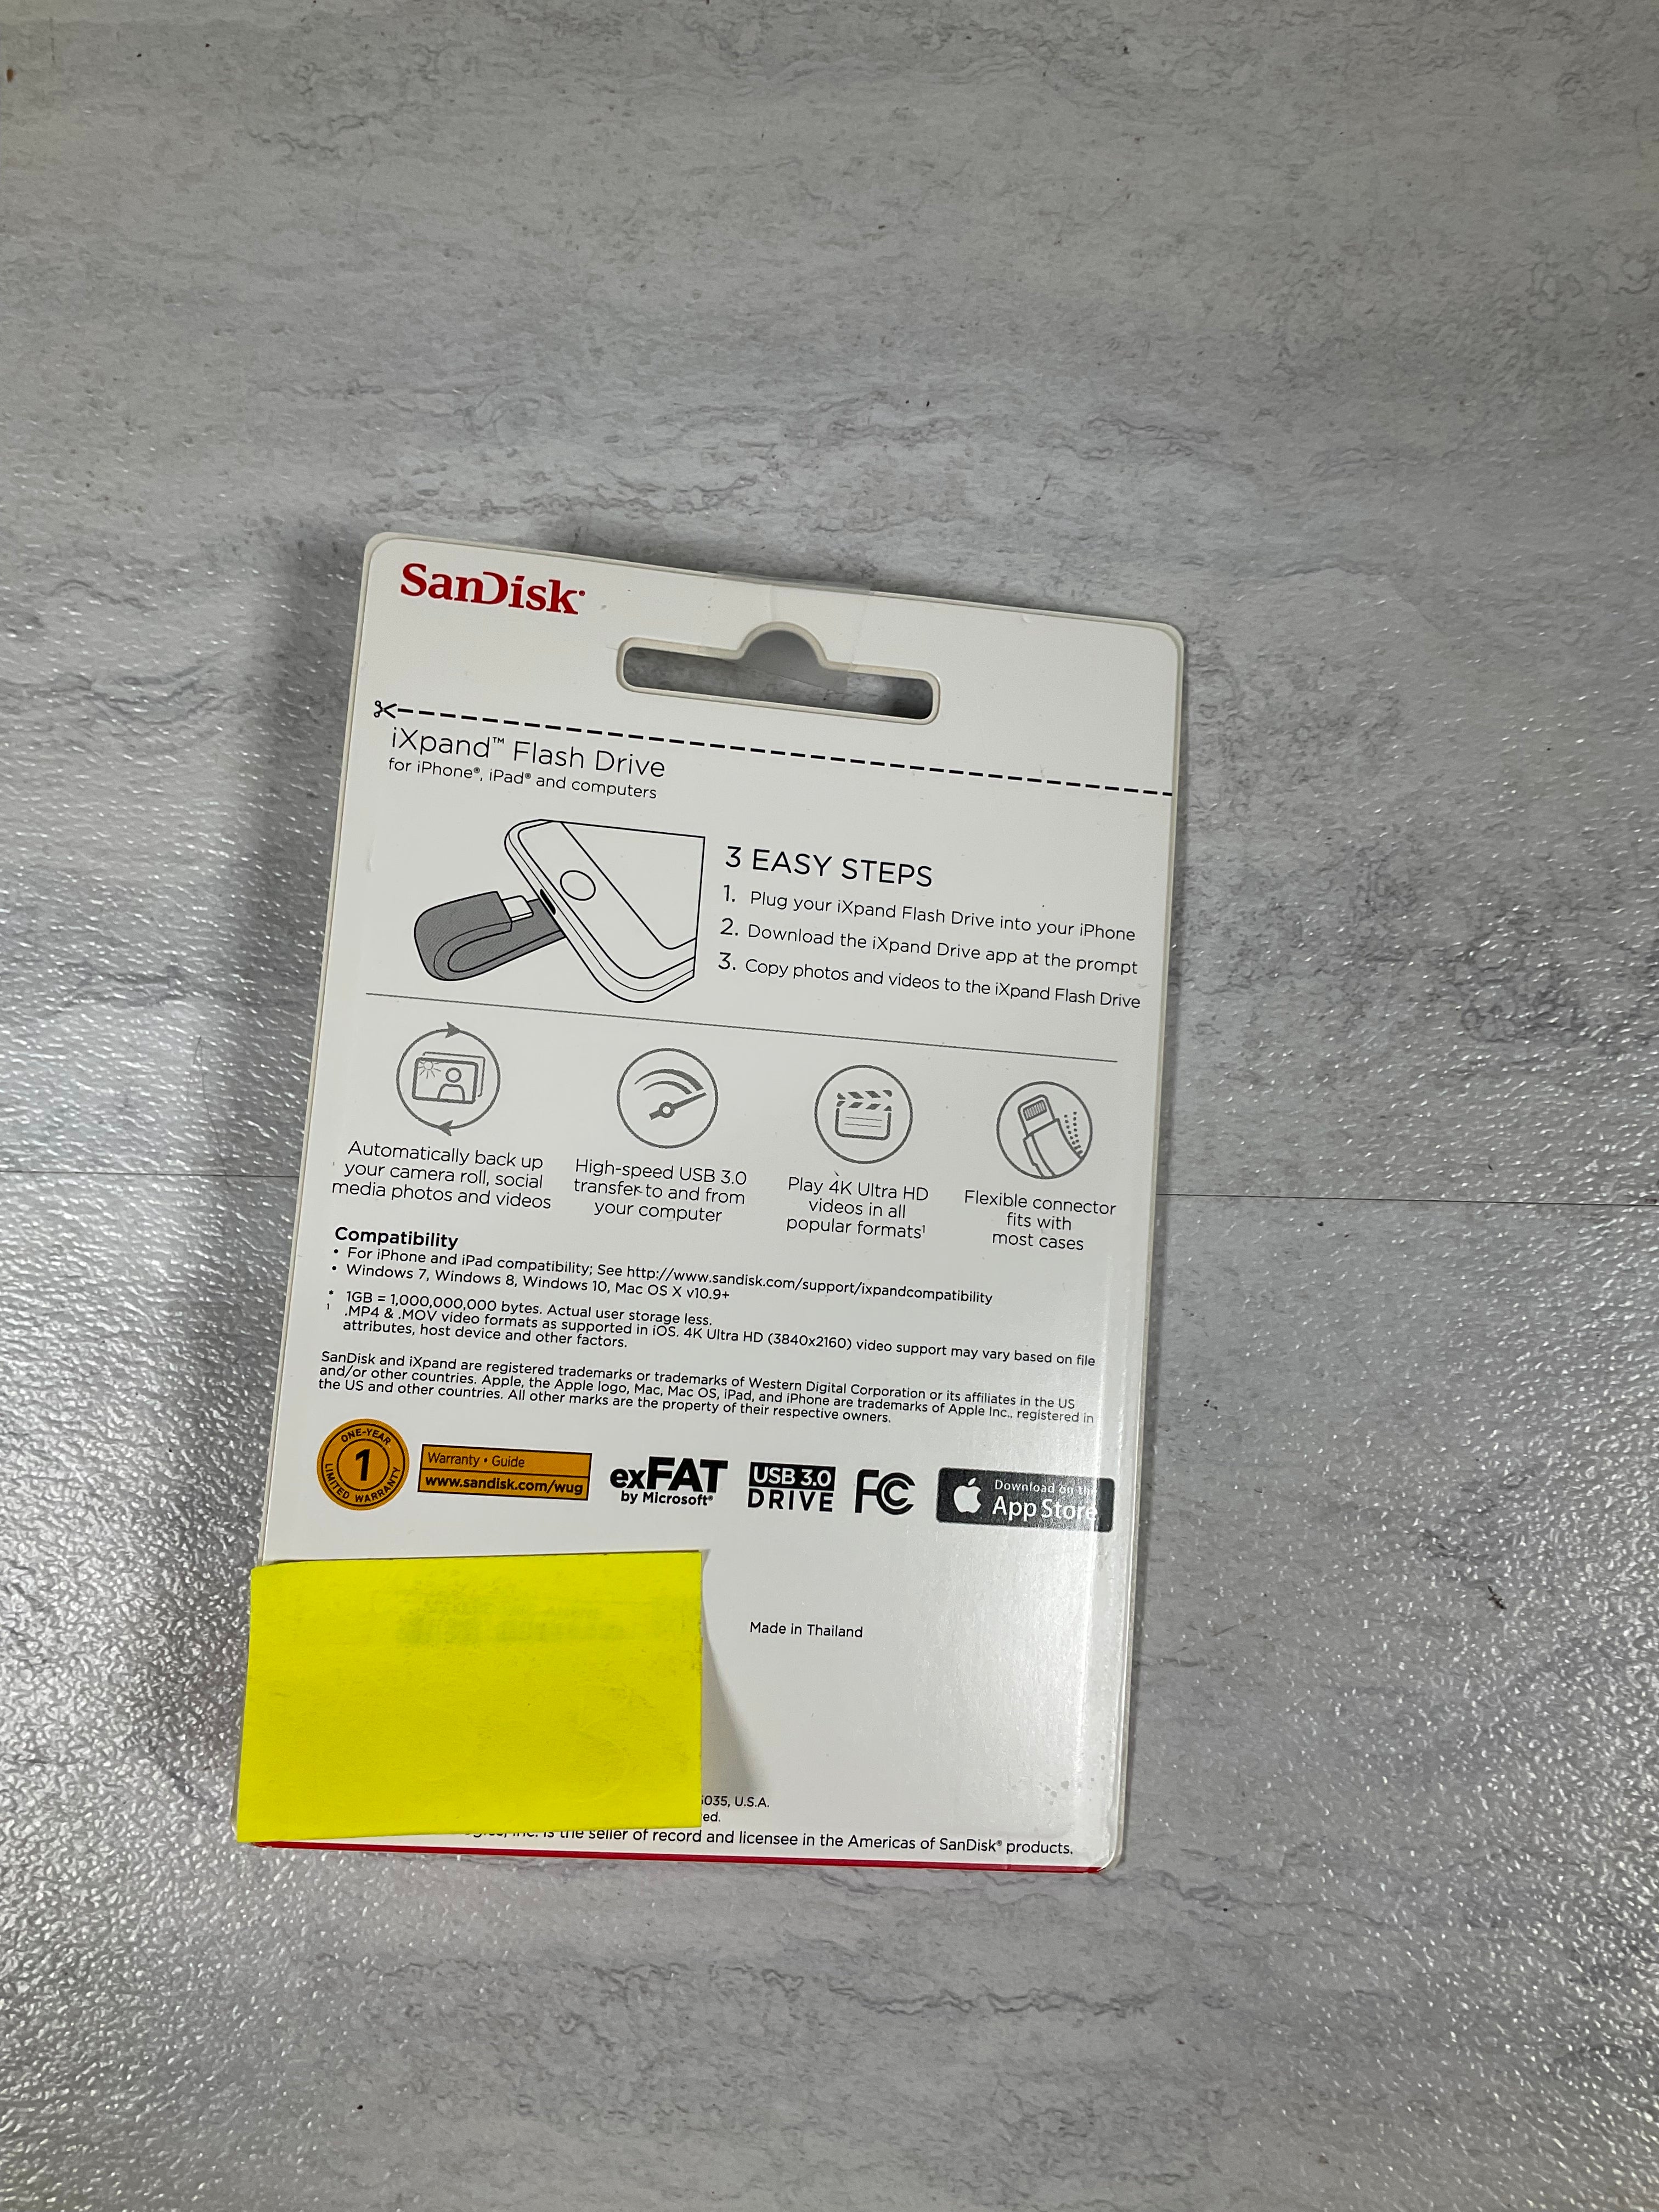 SanDisk®
iXpand™ Flash Drive
for iPhone®, iPad® and computers
3 EASY STEPS
1. Plug your iXpand Flash Drive into your iPhone
2. Download the iXpand Drive app at the prompt
3. Copy photos and videos to the iXpand Flash Drive
Automatically back up
your camera roll, social
media photos and videos
High-speed USB 3.0
transfer to and from
your computer
Play 4K Ultra HD
videos in all
popular formats¹
Flexible connector
fits with
most cases
Compatibility
• For iPhone and iPad compatibility; See http://www.sandisk.com/support/ixpandcompatibility
• Windows 7, Windows 8, Windows 10, Mac OS X v10.9+
* 1GB = 1,000,000,000 bytes. Actual user storage less.
1 .MP4 & .MOV video formats as supported in iOS. 4K Ultra HD (3840x2160) video support may vary based on file
attributes, host device and other factors.
SanDisk and iXpand are registered trademarks or trademarks of Western Digital Corporation or its affiliates in the US
and/or other countries. Apple, the Apple logo, Mac, Mac OS, iPad, and iPhone are trademarks of Apple Inc., registered in
the US and other countries. All other marks are the property of their respective owners.
ONE-YEAR
1
LIMITED WARRANTY
Warranty • Guide
www.sandisk.com/wug
exFAT
by Microsoft®
USB 3.0
DRIVE
FC
Download on the
App Store
Made in Thailand
035, U.S.A.
ed.
Inc. is the seller of record and licensee in the Americas of SanDisk® products.